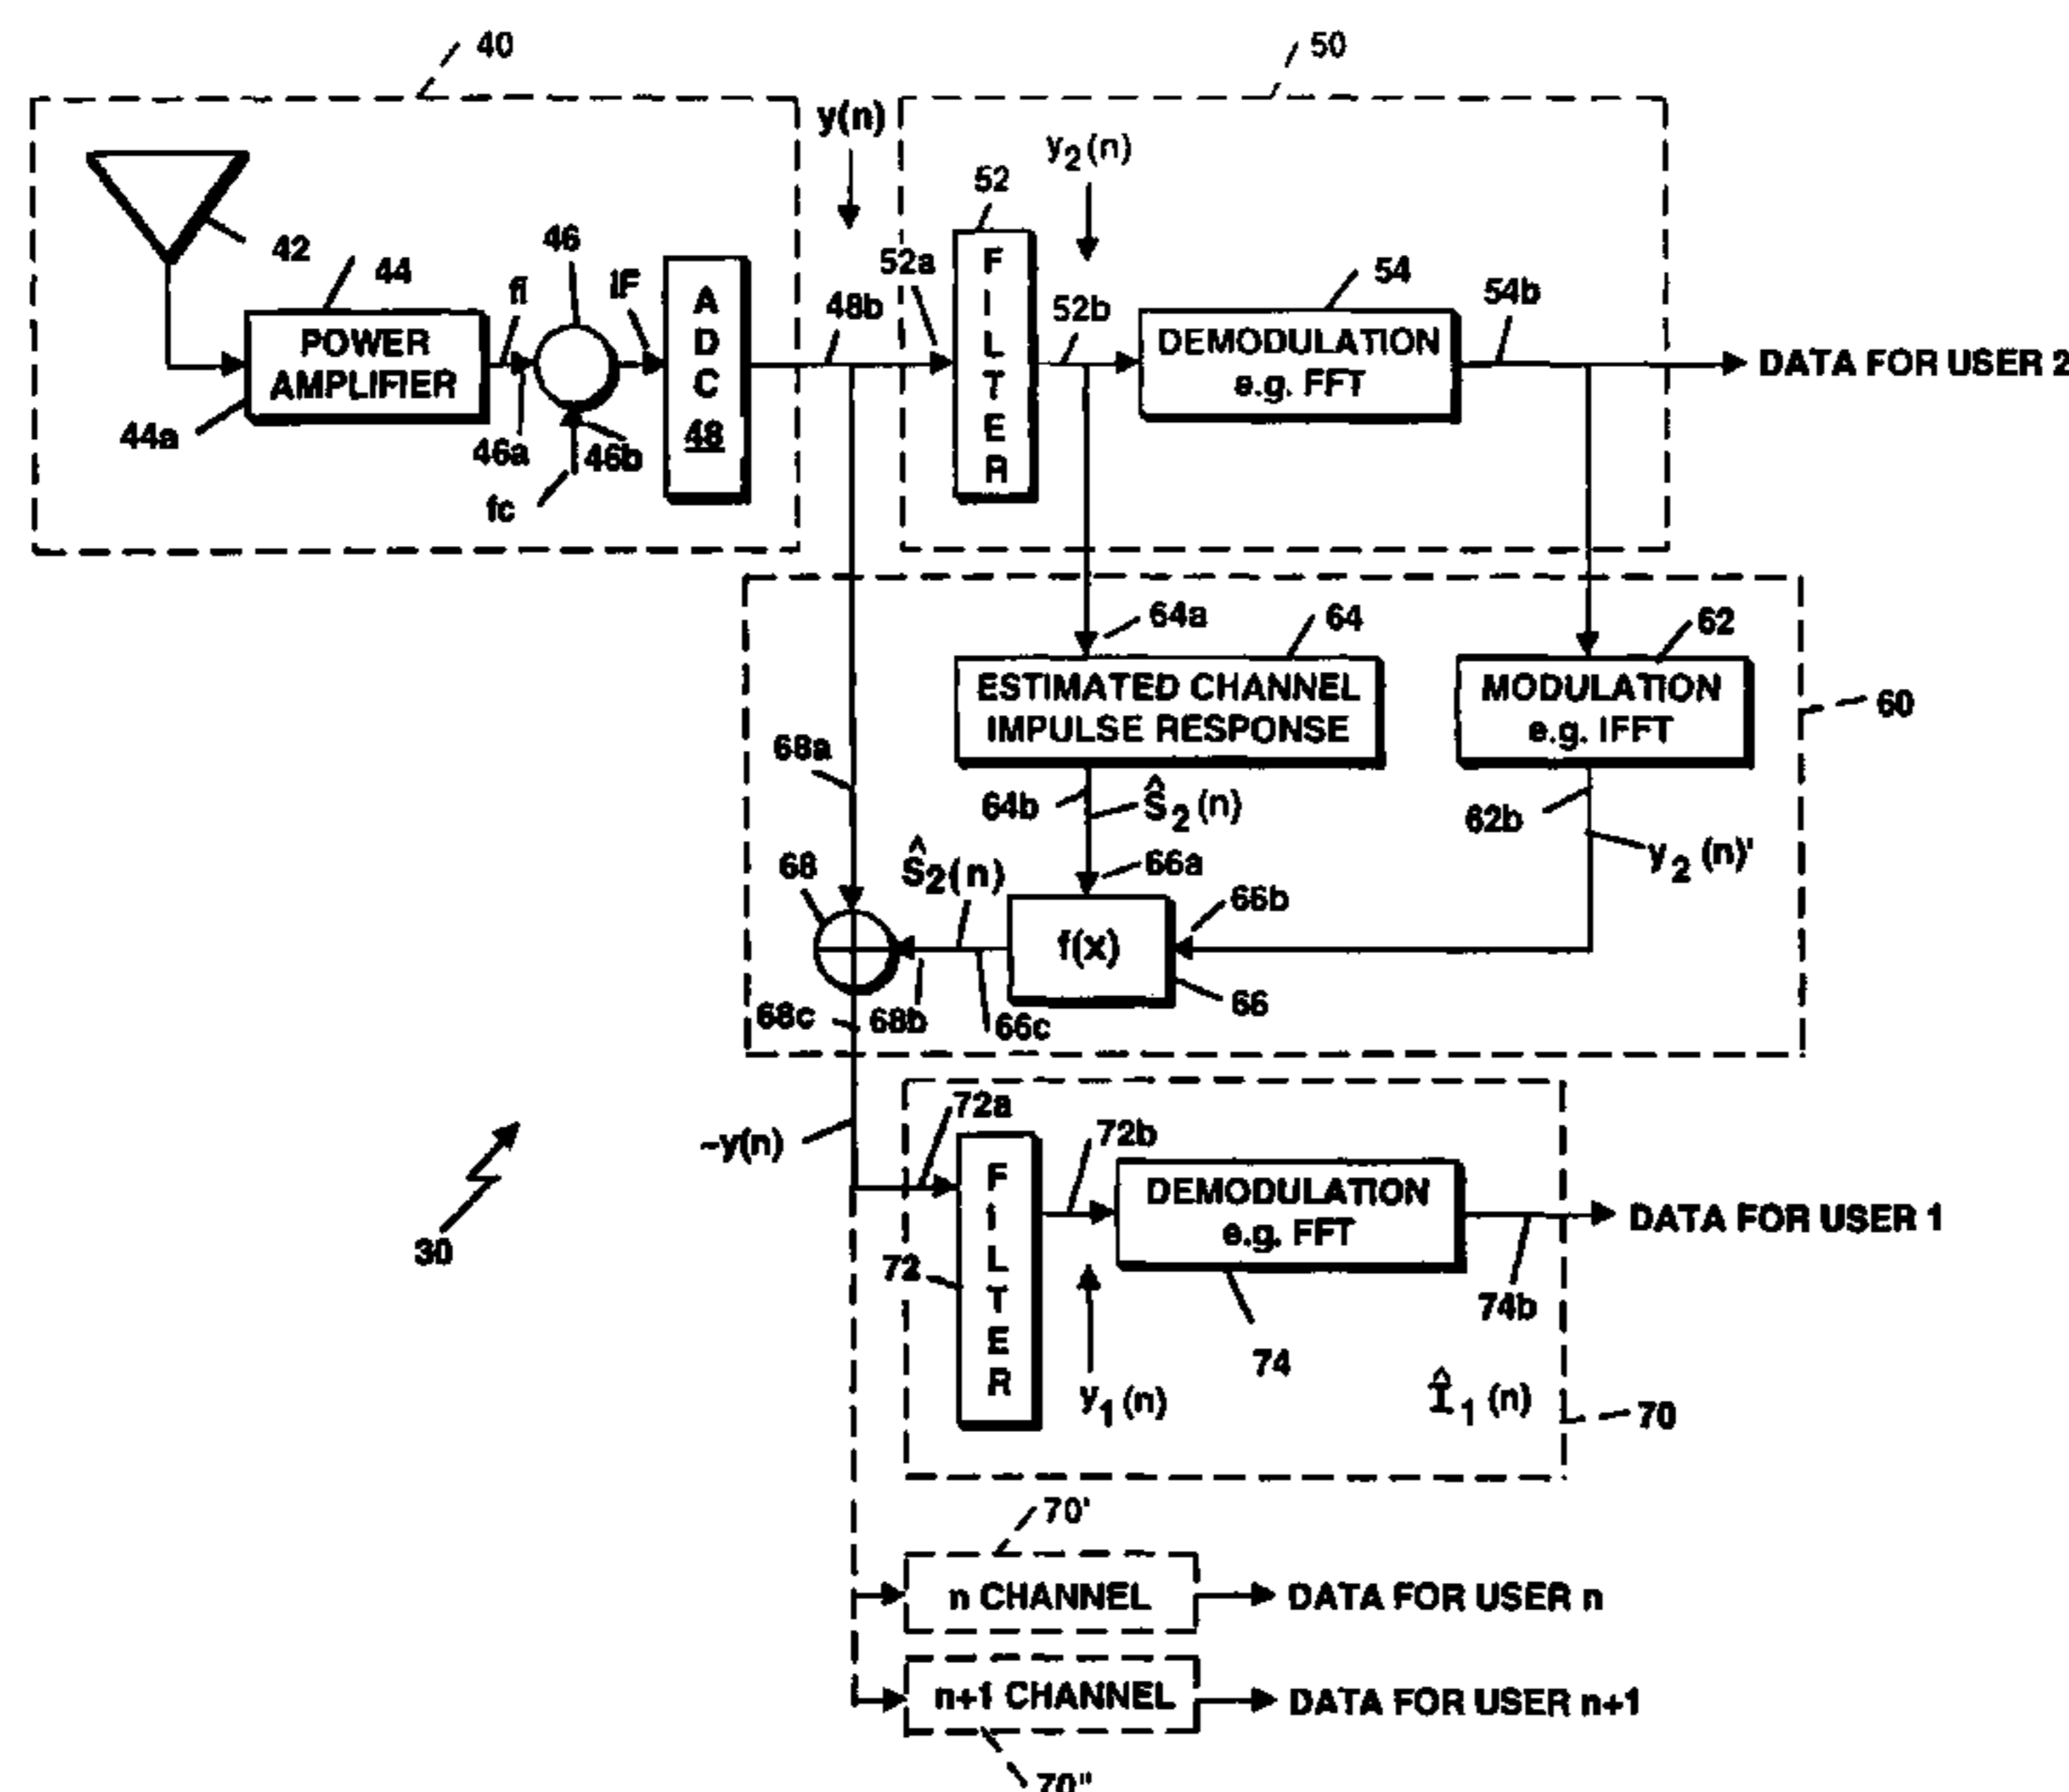 40
50
y(n)
y2(n)
52
42
44
46
fI
IF
52a
48b
52b
54
54b
POWER
AMPLIFIER
A
D
C
48
F
I
L
T
E
R
DEMODULATION
e.g. FFT
DATA FOR USER 2
44a
46a
46b
fc
64a
64
62
ESTIMATED CHANNEL
IMPULSE RESPONSE
MODULATION
e.g. IFFT
60
68a
64b
Ŝ2(n)
62b
y2(n)'
68
Ŝ2(n)
66a
66b
f(x)
66
68c
68b
66c
~y(n)
72a
72b
F
I
L
T
E
R
DEMODULATION
e.g. FFT
DATA FOR USER 1
30
72
74b
74
y1(n)
Î1(n)
70
70'
n CHANNEL
DATA FOR USER n
n+1 CHANNEL
DATA FOR USER n+1
70"